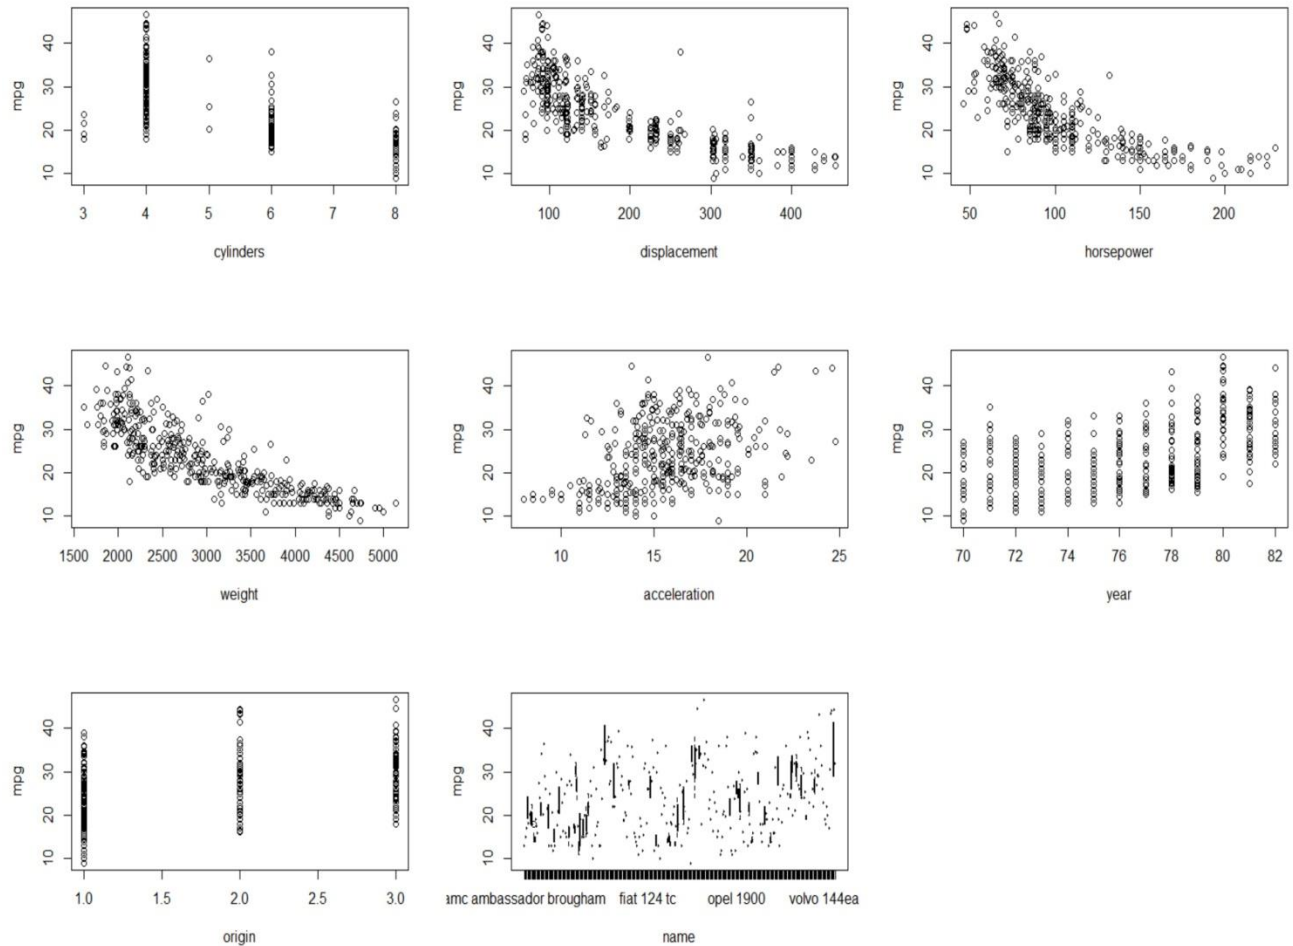 mpg
40
30
20
10
3 4 5 6 7 8
cylinders
mpg
40
30
20
10
100 200 300 400
displacement
mpg
40
30
20
10
50 100 150 200
horsepower
mpg
40
30
20
10
1500 2000 2500 3000 3500 4000 4500 5000
weight
mpg
40
30
20
10
10 15 20 25
acceleration
mpg
40
30
20
10
70 72 74 76 78 80 82
year
mpg
40
30
20
10
1.0 1.5 2.0 2.5 3.0
origin
mpg
40
30
20
10
amc ambassador brougham fiat 124 tc opel 1900 volvo 144ea
name